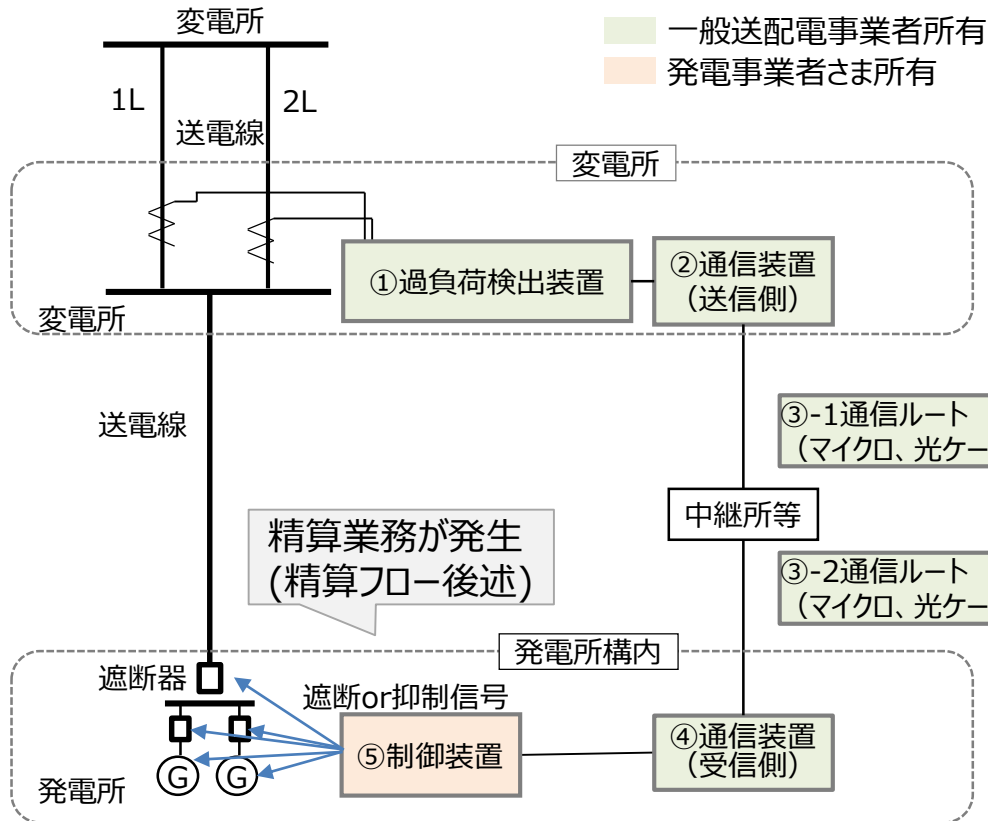 変電所
一般送配電事業者所有
発電事業者さま所有
1L
2L
送電線
変電所
①過負荷検出装置
②通信装置
（送信側）
変電所
送電線
③-1通信ルート
（マイクロ、光ケー
中継所等
精算業務が発生
(精算フロー後述)
③-2通信ルート
（マイクロ、光ケー
発電所構内
遮断器
遮断or抑制信号
⑤制御装置
④通信装置
（受信側）
G
G
発電所